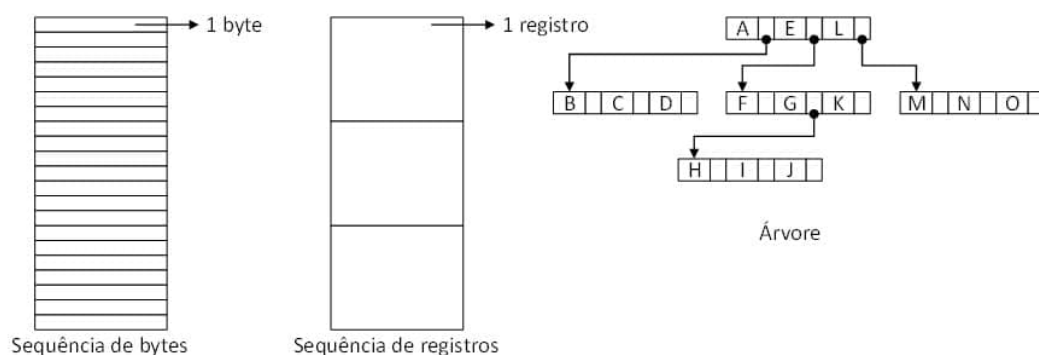 1 byte
1 registro
A E L
B C D
F G K
M N O
H I J
Árvore
Sequência de bytes
Sequência de registros